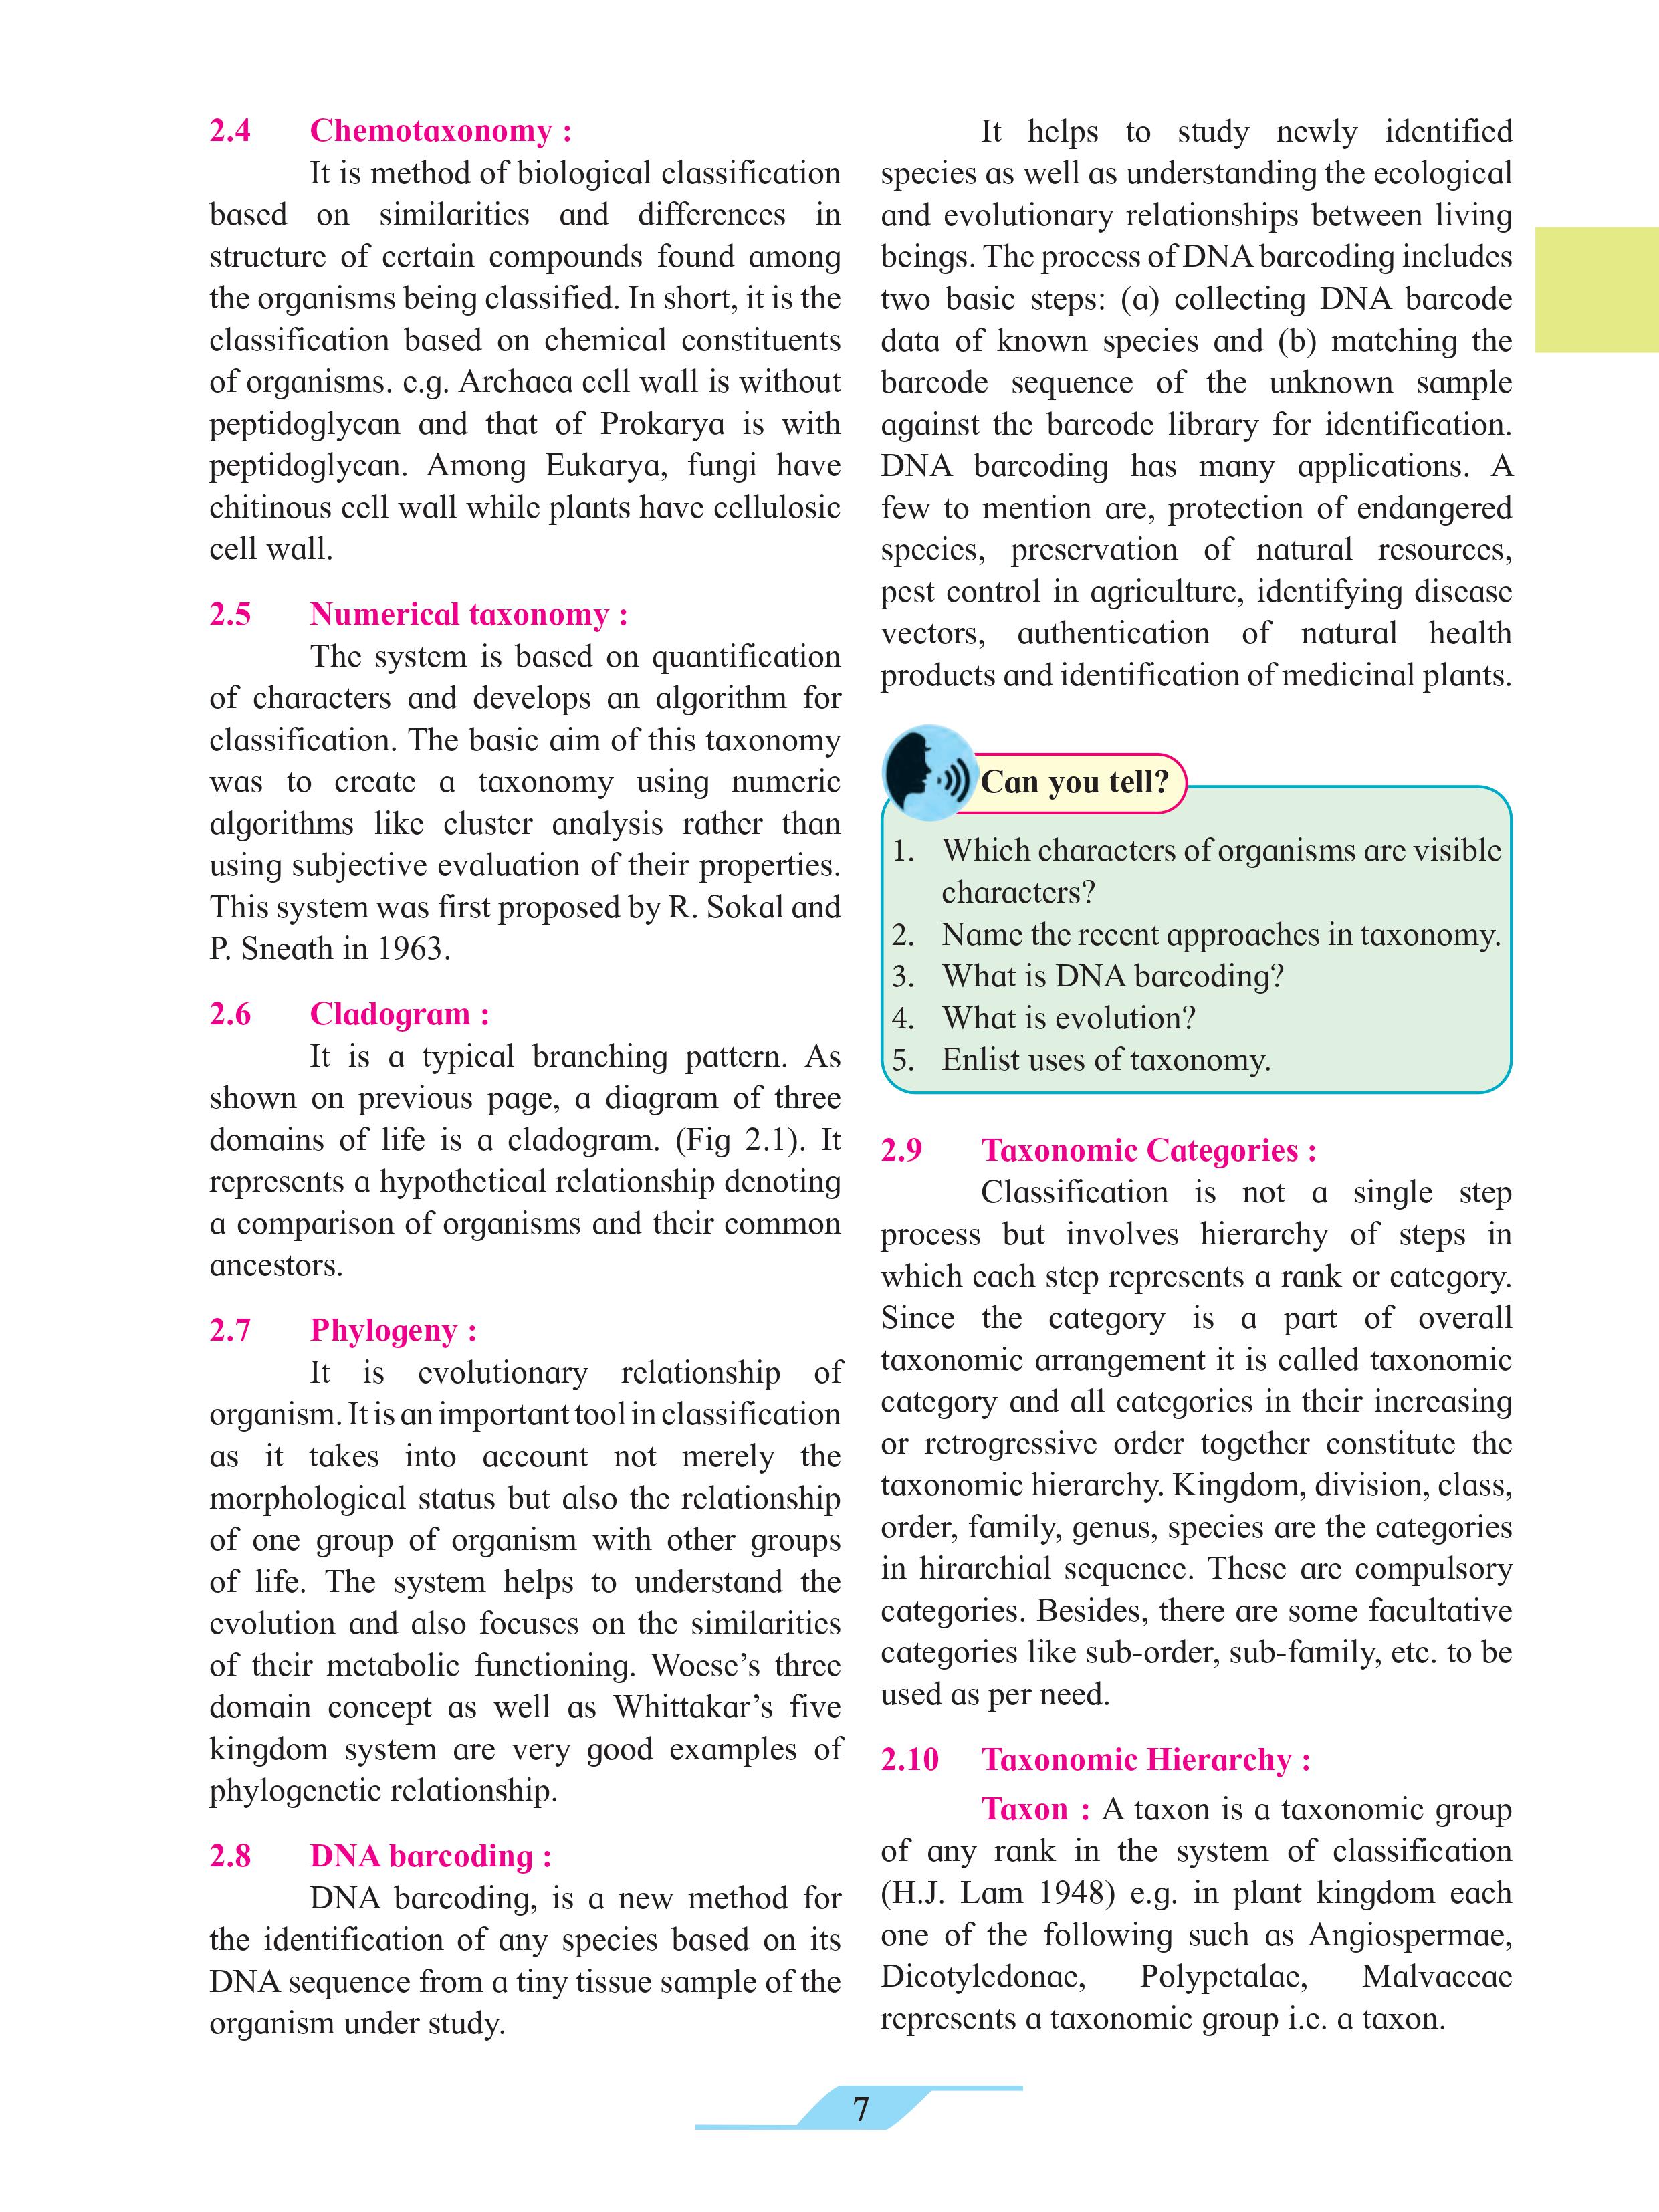 2.4 Chemotaxonomy :
It is method of biological classification
based on similarities and differences in
structure of certain compounds found among
the organisms being classified. In short, it is the
classification based on chemical constituents
of organisms. e.g. Archaea cell wall is without
peptidoglycan and that of Prokarya is with
peptidoglycan. Among Eukarya, fungi have
chitinous cell wall while plants have cellulosic
cell wall.
2.5 Numerical taxonomy :
The system is based on quantification
of characters and develops an algorithm for
classification. The basic aim of this taxonomy
was to create a taxonomy using numeric
algorithms like cluster analysis rather than
using subjective evaluation of their properties.
This system was first proposed by R. Sokal and
P. Sneath in 1963.
2.6 Cladogram :
It is a typical branching pattern. As
shown on previous page, a diagram of three
domains of life is a cladogram. (Fig 2.1). It
represents a hypothetical relationship denoting
a comparison of organisms and their common
ancestors.
2.7 Phylogeny :
It is evolutionary relationship of
organism. It is an important tool in classification
as it takes into account not merely the
morphological status but also the relationship
of one group of organism with other groups
of life. The system helps to understand the
evolution and also focuses on the similarities
of their metabolic functioning. Woese's three
domain concept as well as Whittakar's five
kingdom system are very good examples of
phylogenetic relationship.
2.8 DNA barcoding :
DNA barcoding, is a new method for
the identification of any species based on its
DNA sequence from a tiny tissue sample of the
organism under study.
It helps to study newly identified
species as well as understanding the ecological
and evolutionary relationships between living
beings. The process of DNA barcoding includes
two basic steps: (a) collecting DNA barcode
data of known species and (b) matching the
barcode sequence of the unknown sample
against the barcode library for identification.
DNA barcoding has many applications. A
few to mention are, protection of endangered
species, preservation of natural resources,
pest control in agriculture, identifying disease
vectors, authentication of natural health
products and identification of medicinal plants.
Can you tell?
1. Which characters of organisms are visible
characters?
2. Name the recent approaches in taxonomy.
3. What is DNA barcoding?
4. What is evolution?
5. Enlist uses of taxonomy.
2.9 Taxonomic Categories :
Classification is not a single step
process but involves hierarchy of steps in
which each step represents a rank or category.
Since the category is a part of overall
taxonomic arrangement it is called taxonomic
category and all categories in their increasing
or retrogressive order together constitute the
taxonomic hierarchy. Kingdom, division, class,
order, family, genus, species are the categories
in hirarchial sequence. These are compulsory
categories. Besides, there are some facultative
categories like sub-order, sub-family, etc. to be
used as per need.
2.10 Taxonomic Hierarchy :
Taxon : A taxon is a taxonomic group
of any rank in the system of classification
(H.J. Lam 1948) e.g. in plant kingdom each
one of the following such as Angiospermae,
Dicotyledonae, Polypetalae, Malvaceae
represents a taxonomic group i.e. a taxon.
7